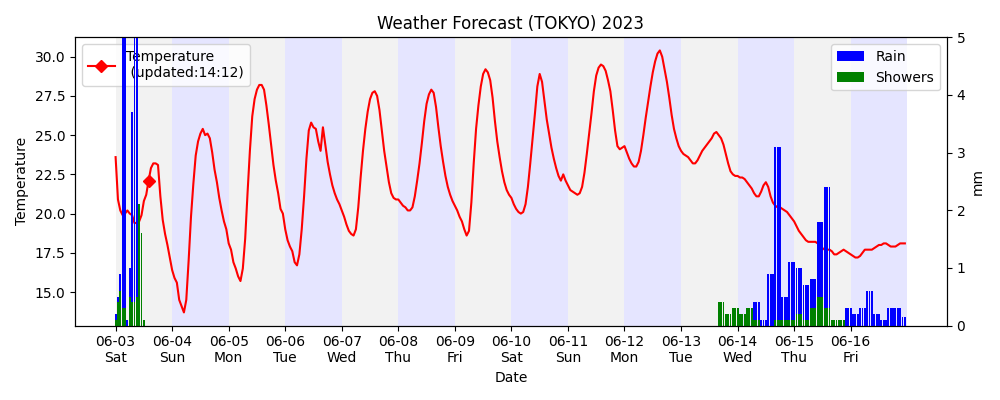 Weather Forecast (TOKYO) 2023
Temperature
(updated:14:12)
Rain
Showers
30.0
27.5
25.0
22.5
20.0
17.5
15.0
Temperature
5
4
3
2
1
0
mm
06-03 06-04 06-05 06-06 06-07 06-08 06-09 06-10 06-11 06-12 06-13 06-14 06-15 06-16
Sat Sun Mon Tue Wed Thu Fri Sat Sun Mon Tue Wed Thu Fri
Date